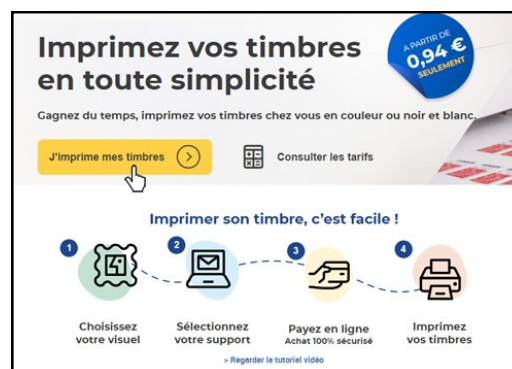 Imprimez vos timbres
en toute simplicité
A PARTIR DE
0,94 €
SEULEMENT
Gagnez du temps, imprimez vos timbres chez vous en couleur ou noir et blanc.
J'imprime mes timbres
Consulter les tarifs
Imprimer son timbre, c'est facile !
1
2
3
4
Choisissez
votre visuel
Sélectionnez
votre support
Payez en ligne
Achat 100% sécurisé
Imprimez
vos timbres
> Regarder le tutoriel vidéo